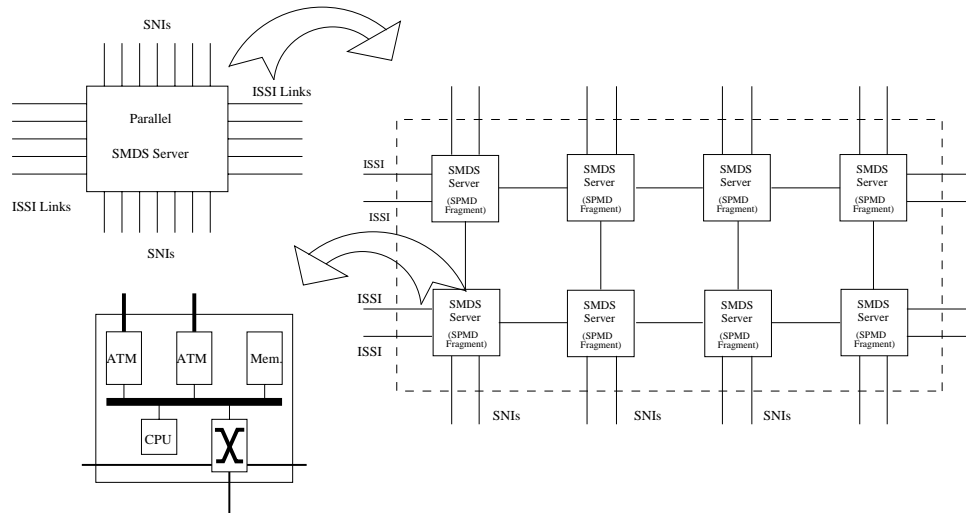 SNIs
ISSI Links
Parallel
SMDS Server
ISSI Links
SNIs
ATM
ATM
Mem.
CPU
ISSI
ISSI
SMDS
Server
(SPMD
Fragment)
SMDS
Server
(SPMD
Fragment)
SMDS
Server
(SPMD
Fragment)
SMDS
Server
(SPMD
Fragment)
ISSI
ISSI
SMDS
Server
(SPMD
Fragment)
SMDS
Server
(SPMD
Fragment)
SMDS
Server
(SPMD
Fragment)
SMDS
Server
(SPMD
Fragment)
SNIs
SNIs
SNIs